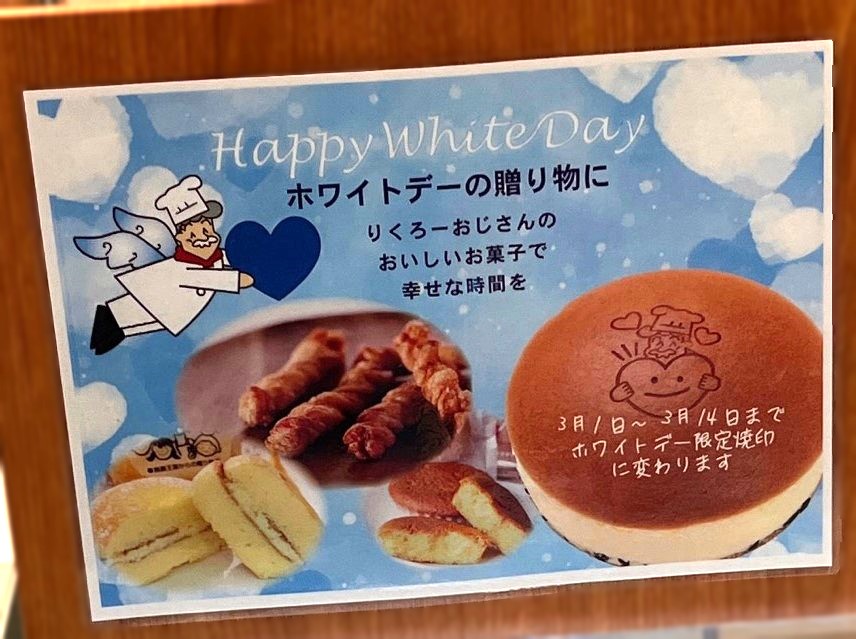 Happy White Day
ホワイトデーの贈り物に
りくろーおじさんの
おいしいお菓子で
幸せな時間を
3月1日～3月14日まで
ホワイトデー限定焼印
に変わります